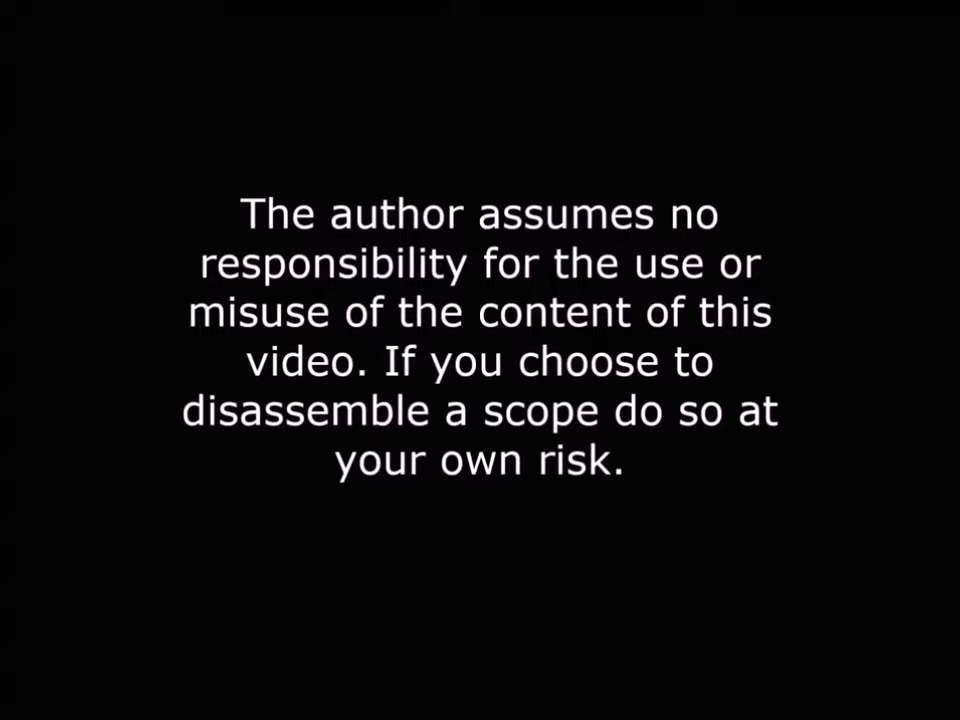 The author assumes no
responsibility for the use or
misuse of the content of this
video. If you choose to
disassemble a scope do so at
your own risk.